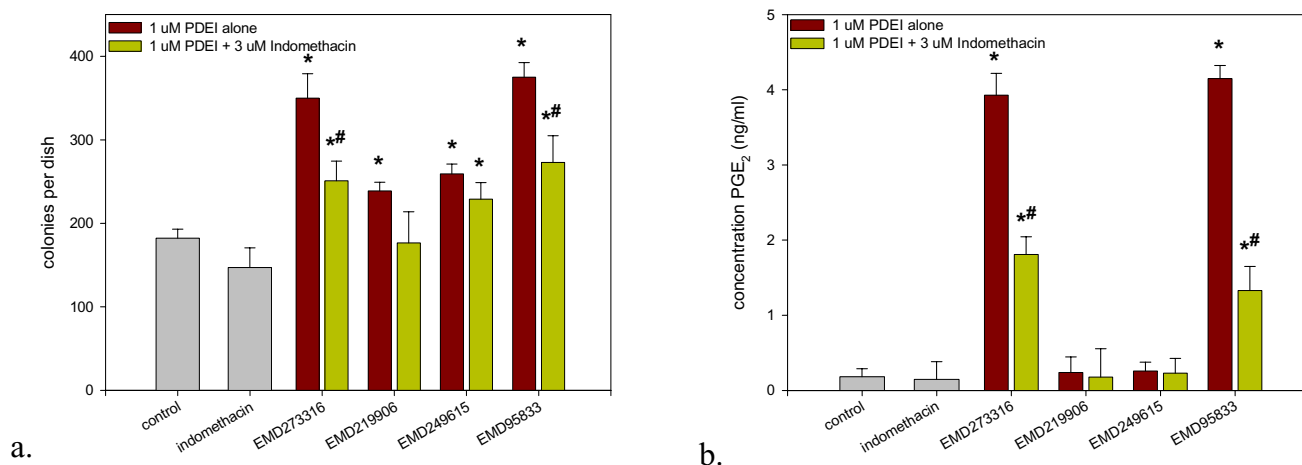 1 uM PDEI alone
1 uM PDEI + 3 uM Indomethacin
colonies per dish
400
300
200
100
0
*
*#
*
*
*
*
*#
control
indomethacin
EMD273316
EMD219906
EMD249615
EMD95833
a.
1 uM PDEI alone
1 uM PDEI + 3 uM Indomethacin
concentration PGE₂ (ng/ml)
5
4
3
2
1
0
*
*#
*
*#
control
indomethacin
EMD273316
EMD219906
EMD249615
EMD95833
b.